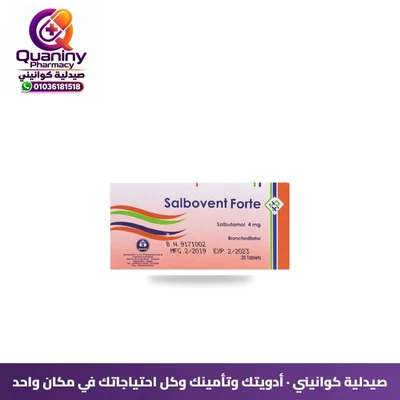 Quaniny
Pharmacy
صيدلية كوانيني
01036181518
Salbovent Forte
Salbutamol 4 mg
Bronchodilator
B.N.9171002
MFG.2/2019 EXP.2/2023
20 Tablets
صيدلية كوانيني • أدويتك وتأمينك وكل احتياجاتك في مكان واحد